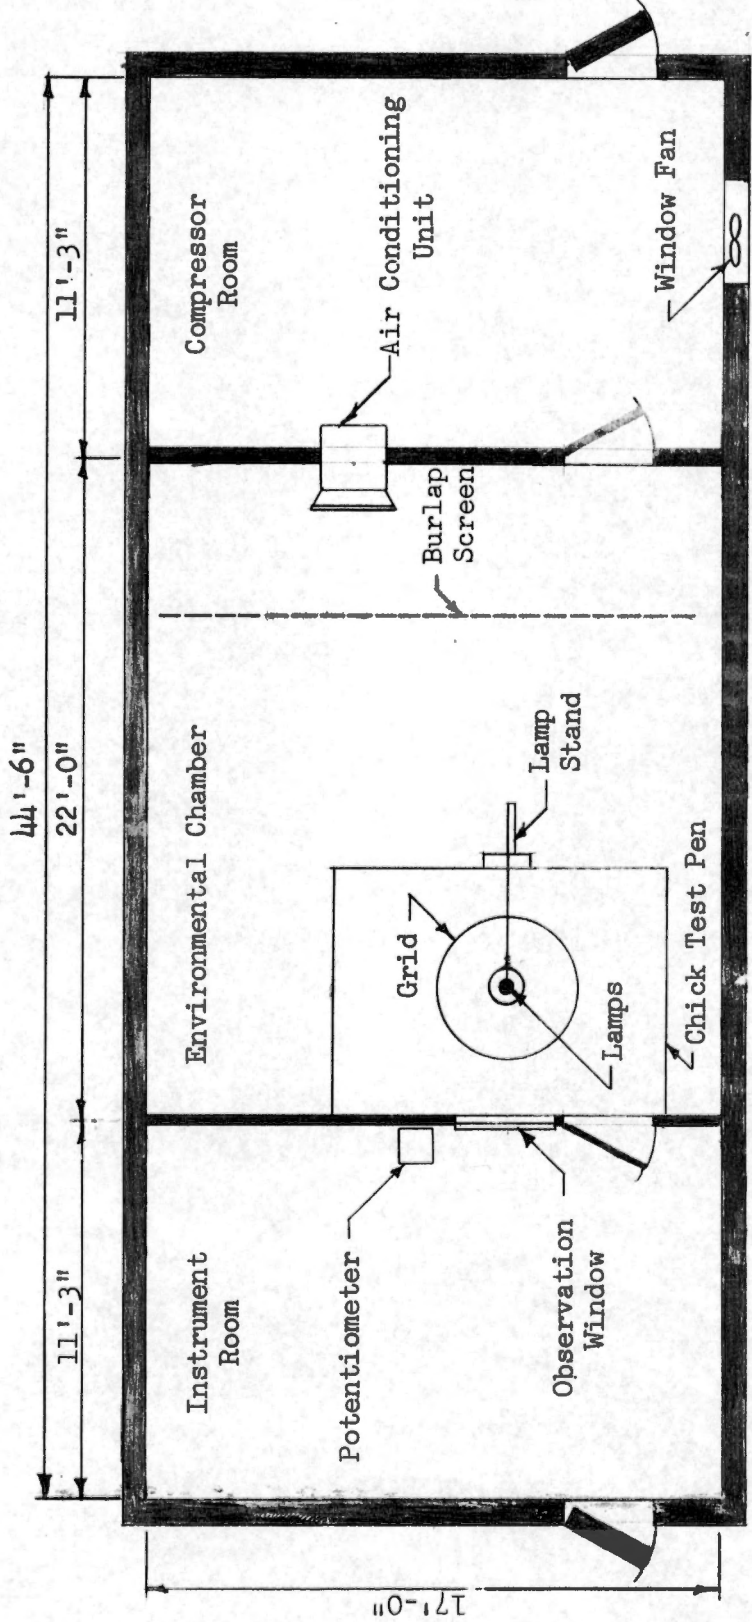 44'-6"
11'-3"
22'-0"
11'-3"
17'-0"
Instrument
Room
Environmental Chamber
Compressor
Room
Potentiometer
Observation
Window
Grid
Lamps
Lamp
Stand
Chick Test Pen
Burlap
Screen
Air Conditioning
Unit
Window Fan